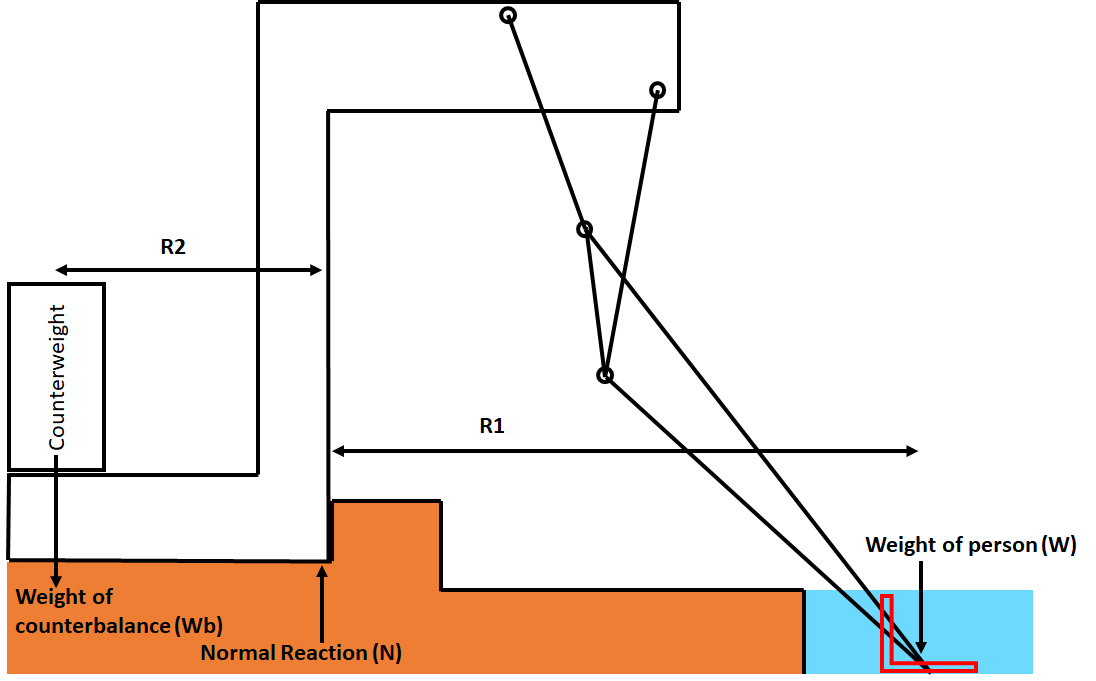 R2
Counterweight
R1
Weight of person (W)
Weight of
counterbalance (Wb)
Normal Reaction (N)